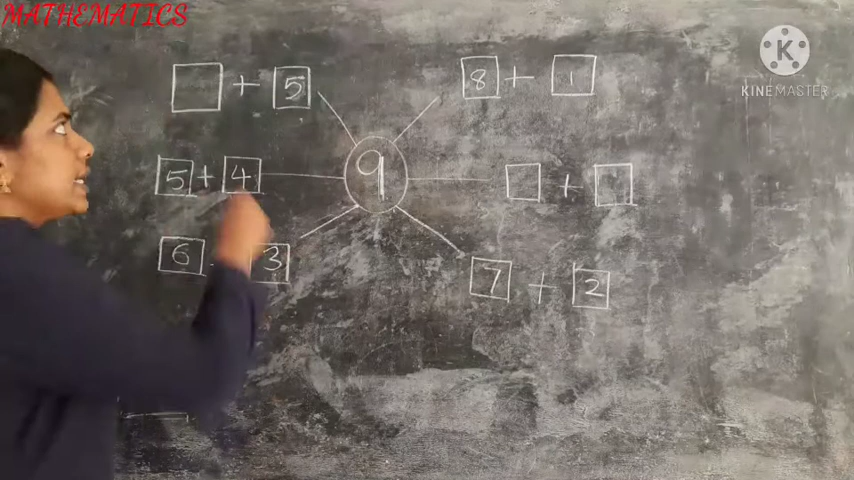 MATHEMATICS
K
KINEMASTER
+ 5
8 + 1
5 + 4
9
+
6 3
7 + 2